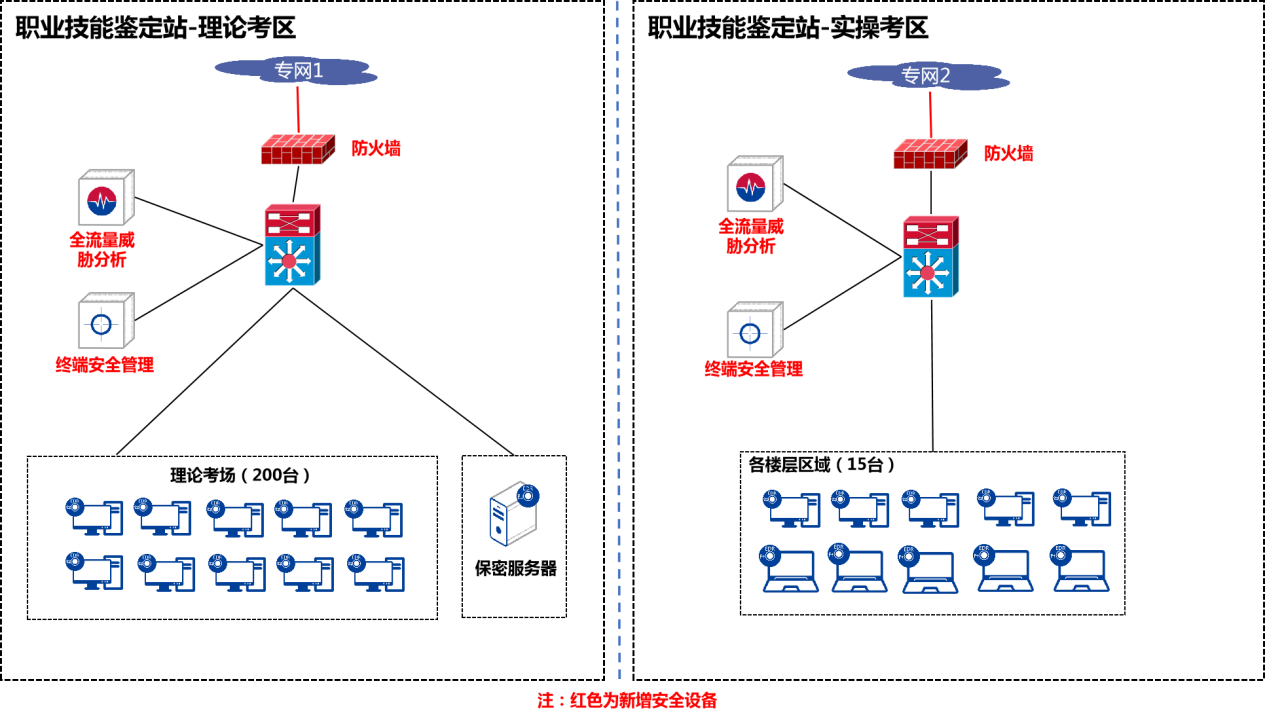 职业技能鉴定站-理论考区
专网1
防火墙
全流量威
胁分析
终端安全管理
理论考场（200台）
保密服务器
职业技能鉴定站-实操考区
专网2
防火墙
全流量威
胁分析
终端安全管理
各楼层区域（15台）
注：红色为新增安全设备